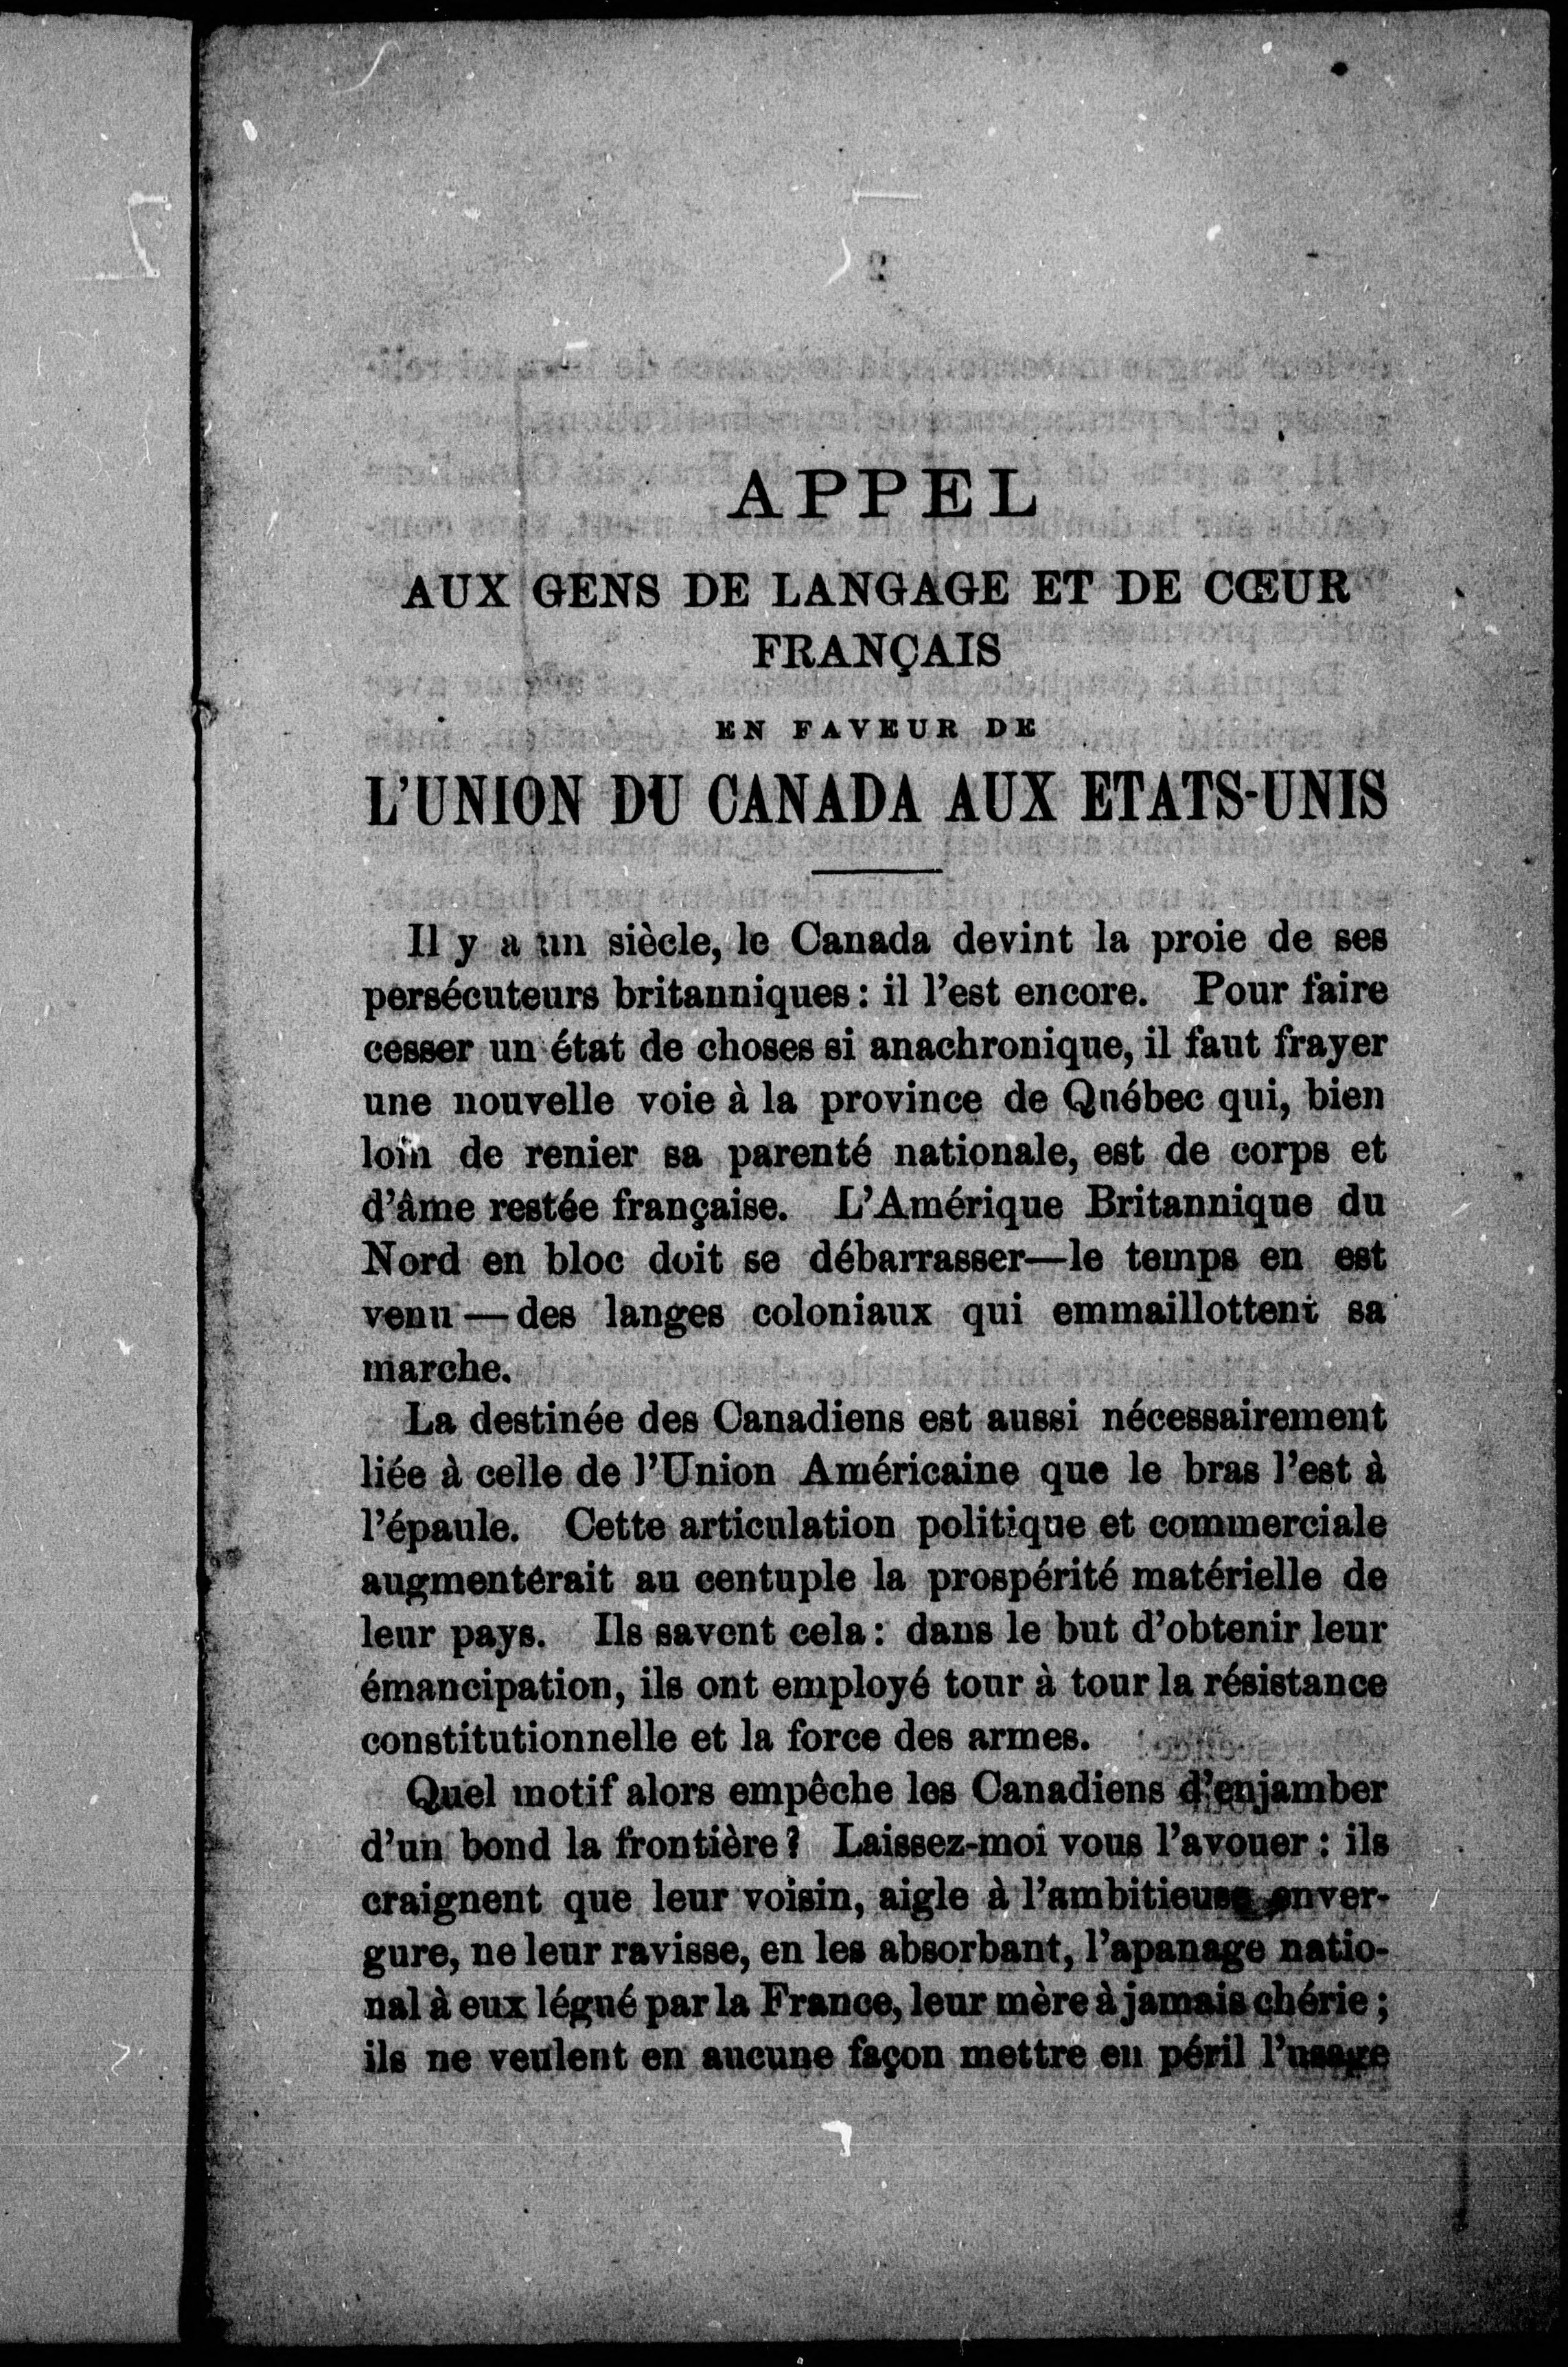 APPEL
AUX GENS DE LANGAGE ET DE CŒUR
FRANÇAIS
EN FAVEUR DE
L'UNION DU CANADA AUX ETATS-UNIS
Il y a un siècle, le Canada devint la proie de ses
persécuteurs britanniques : il l'est encore. Pour faire
cesser un état de choses si anachronique, il faut frayer
une nouvelle voie à la province de Québec qui, bien
loin de renier sa parenté nationale, est de corps et
d'âme restée française. L'Amérique Britannique du
Nord en bloc doit se débarrasser—le temps en est
venu — des langes coloniaux qui emmaillottent sa
marche.
La destinée des Canadiens est aussi nécessairement
liée à celle de l'Union Américaine que le bras l'est à
l'épaule. Cette articulation politique et commerciale
augmenterait au centuple la prospérité matérielle de
leur pays. Ils savent cela : dans le but d'obtenir leur
émancipation, ils ont employé tour à tour la résistance
constitutionnelle et la force des armes.
Quel motif alors empêche les Canadiens d'enjamber
d'un bond la frontière ? Laissez-moi vous l'avouer : ils
craignent que leur voisin, aigle à l'ambitieuse enver-
gure, ne leur ravisse, en les absorbant, l'apanage natio-
nal à eux légué par la France, leur mère à jamais chérie ;
ils ne veulent en aucune façon mettre en péril l'usage